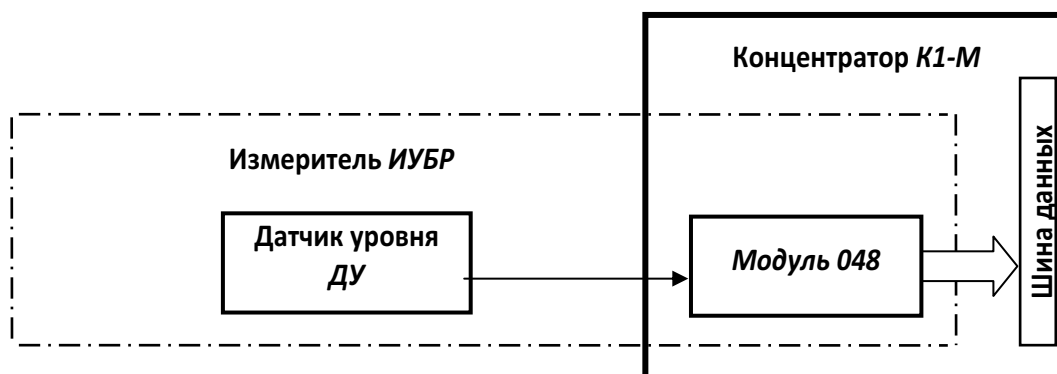 Концентратор К1-М
Измеритель ИУБР
Датчик уровня
ДУ
Модуль 048
Шина данных